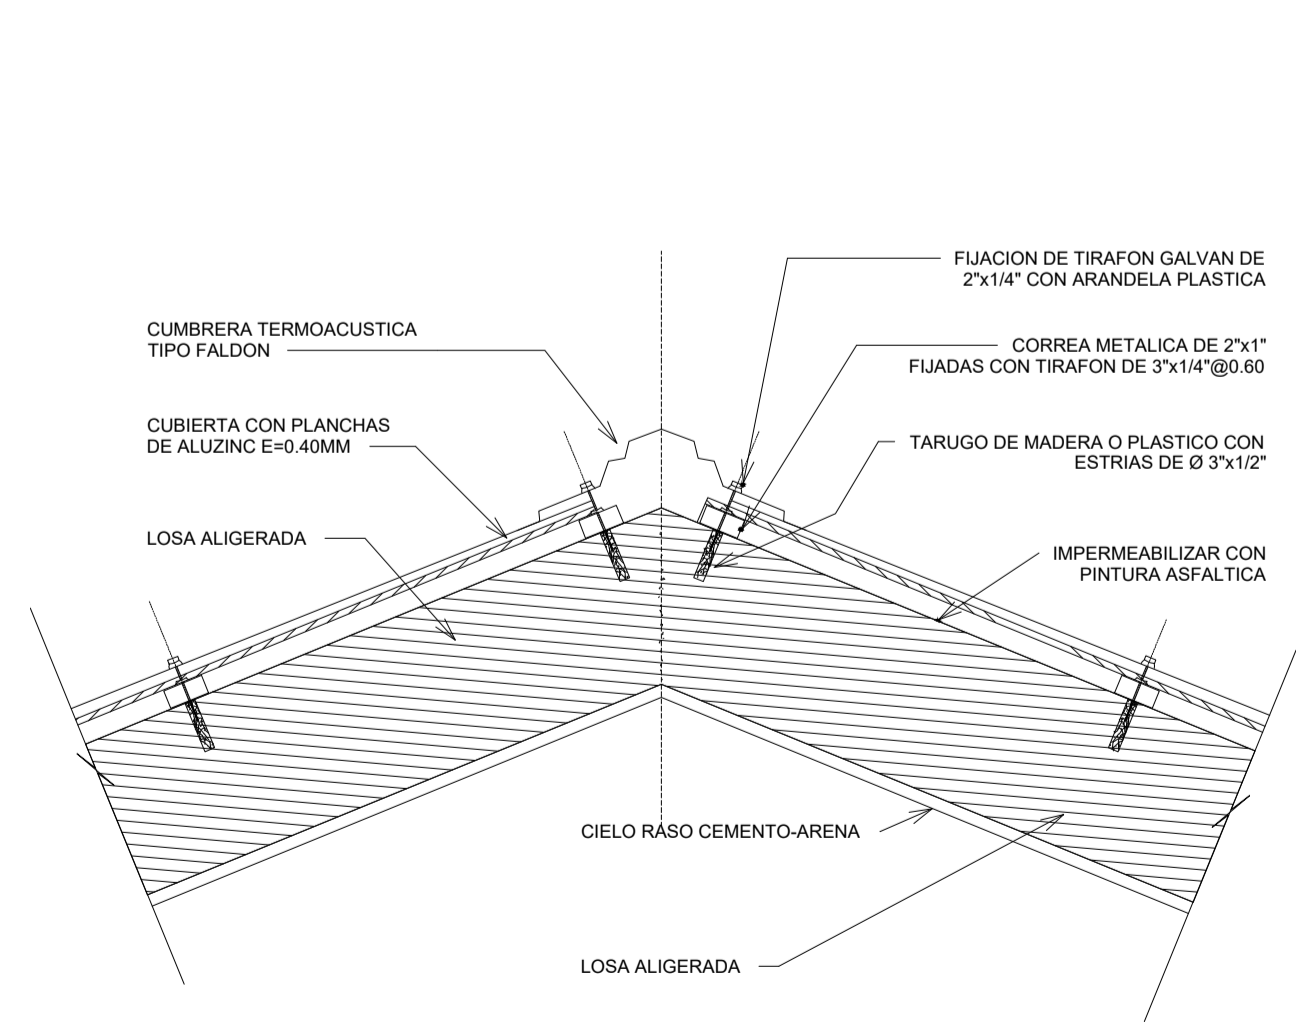 FIJACION DE TIRAFON GALVAN DE
2"x1/4" CON ARANDELA PLASTICA
CUMBRERA TERMOACUSTICA
TIPO FALDON
CORREA METALICA DE 2"x1"
FIJADAS CON TIRAFON DE 3"x1/4"@0.60
CUBIERTA CON PLANCHAS
DE ALUZINC E=0.40MM
TARUGO DE MADERA O PLASTICO CON
ESTRIAS DE Ø 3"x1/2"
LOSA ALIGERADA
IMPERMEABILIZAR CON
PINTURA ASFALTICA
CIELO RASO CEMENTO-ARENA
LOSA ALIGERADA